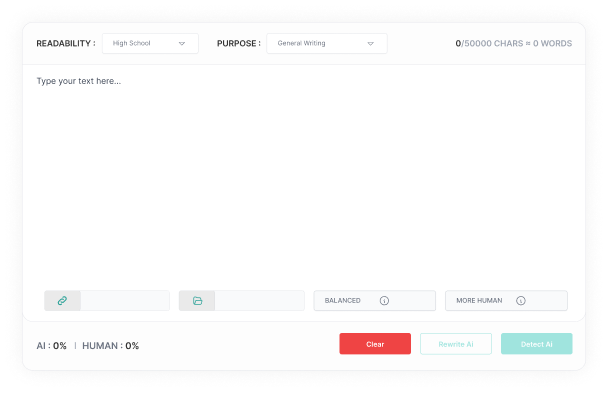 READABILITY : High School PURPOSE : General Writing 0/50000 CHARS ≈ 0 WORDS
Type your text here...
BALANCED MORE HUMAN
AI : 0% | HUMAN : 0% Clear Rewrite Ai Detect Ai